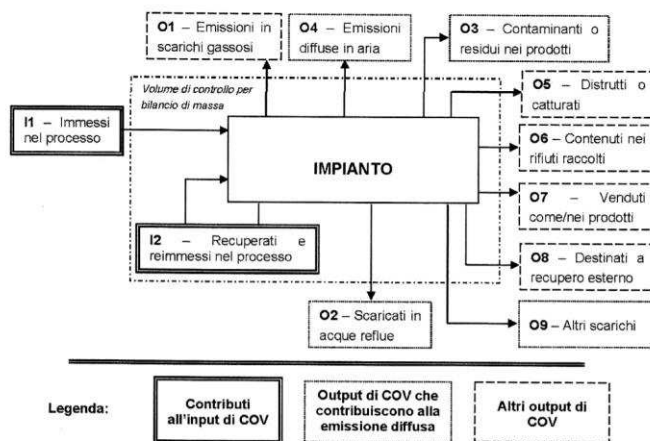 O1 – Emissioni in
scarichi gassosi
O4 – Emissioni
diffuse in aria
O3 – Contaminanti o
residui nei prodotti
Volume di controllo per
bilancio di massa
O5 – Distrutti o
catturati
I1 – Immessi
nel processo
O6 – Contenuti nei
rifiuti raccolti
IMPIANTO
O7 – Venduti
come/nei prodotti
I2 – Recuperati e
reimmessi nel processo
O8 – Destinati a
recupero esterno
O2 – Scaricati in
acque reflue
O9 – Altri scarichi
Legenda:
Contributi
all'input di COV
Output di COV che
contribuiscono alla
emissione diffusa
Altri output di
COV